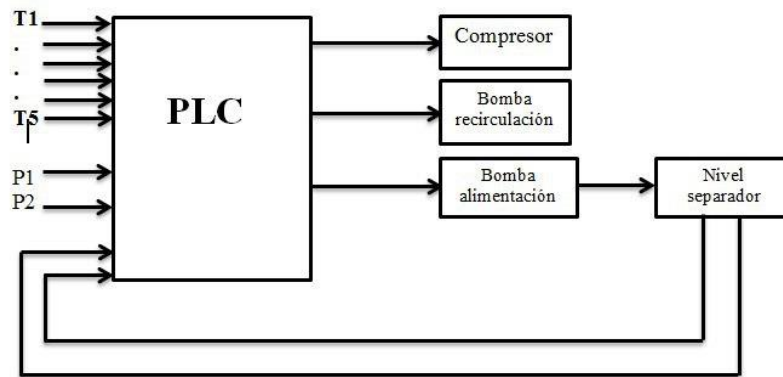 T1
.
.
.
T5
P1
P2
PLC
Compresor
Bomba
recirculación
Bomba
alimentación
Nivel
separador